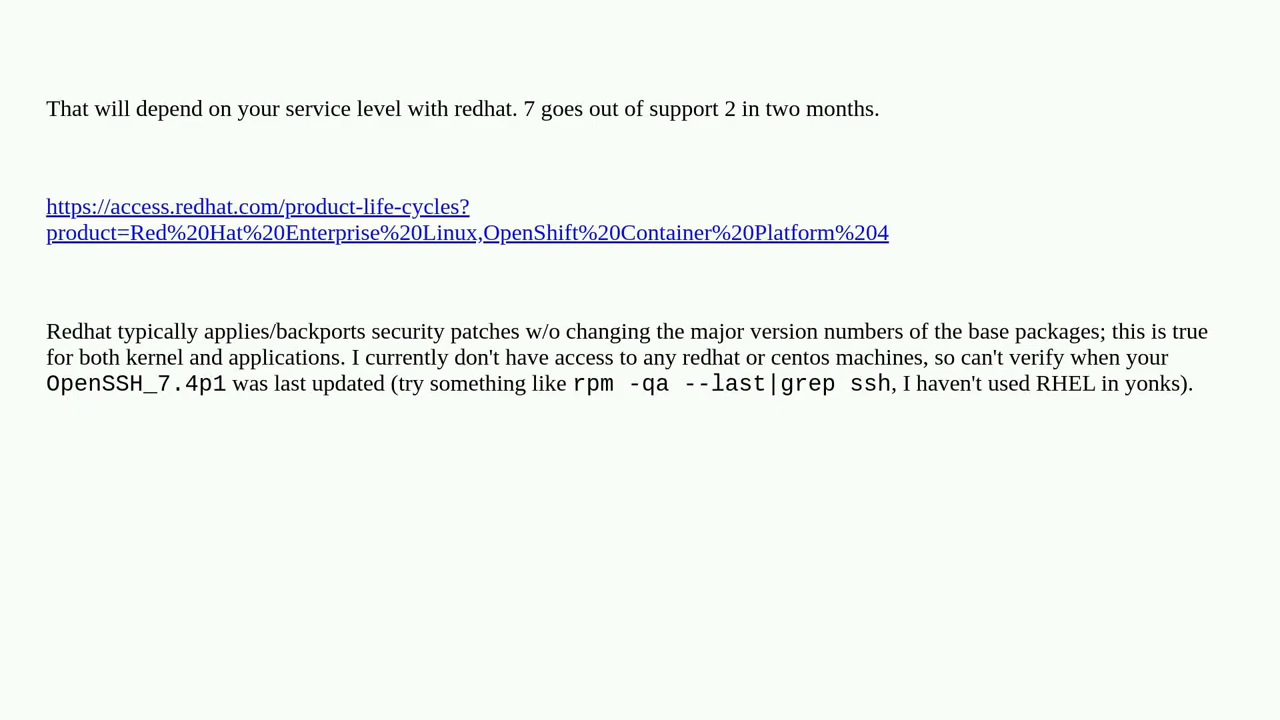 That will depend on your service level with redhat. 7 goes out of support 2 in two months.
https://access.redhat.com/product-life-cycles?
product=Red%20Hat%20Enterprise%20Linux,OpenShift%20Container%20Platform%204
Redhat typically applies/backports security patches w/o changing the major version numbers of the base packages; this is true
for both kernel and applications. I currently don't have access to any redhat or centos machines, so can't verify when your
OpenSSH_7.4p1 was last updated (try something like rpm -qa --last|grep ssh, I haven't used RHEL in yonks).